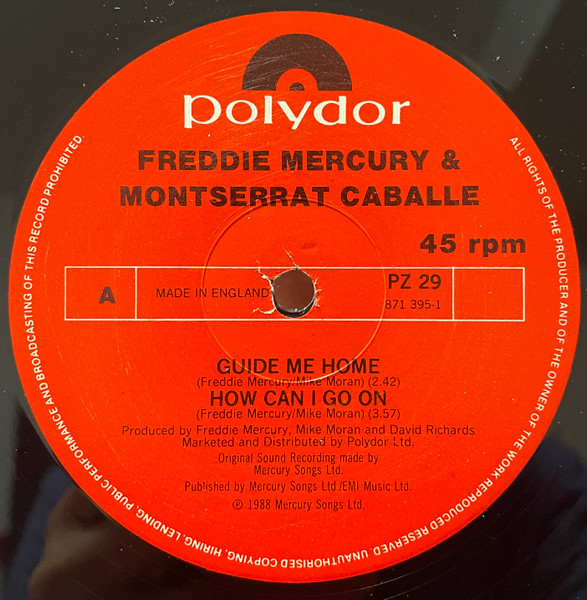 polydor
FREDDIE MERCURY &
MONTSERRAT CABALLE
45 rpm
A
MADE IN ENGLAND
PZ 29
871 395-1
GUIDE ME HOME
(Freddie Mercury/Mike Moran) (2.42)
HOW CAN I GO ON
(Freddie Mercury/Mike Moran) (3.57)
Produced by Freddie Mercury, Mike Moran and David Richards
Marketed and Distributed by Polydor Ltd.
Original Sound Recording made by
Mercury Songs Ltd.
Published by Mercury Songs Ltd/EMI Music Ltd.
℗ 1988 Mercury Songs Ltd.
ALL RIGHTS OF THE PRODUCER AND OF THE OWNER OF THE WORK REPRODUCED RESERVED. UNAUTHORISED COPYING, HIRING, LENDING, PUBLIC PERFORMANCE AND BROADCASTING OF THIS RECORD PROHIBITED.